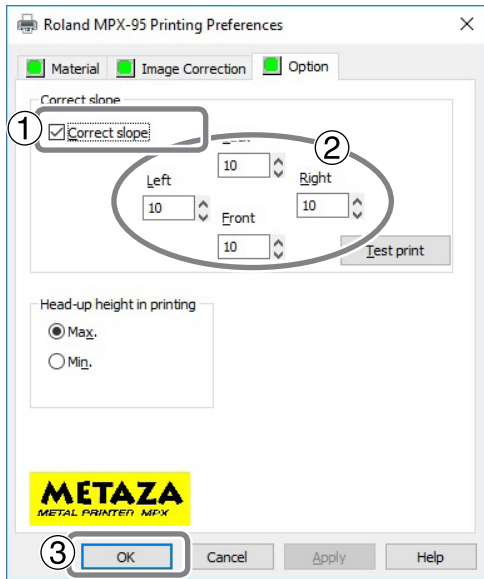 Roland MPX-95 Printing Preferences
Material Image Correction Option
Correct slope
① Correct slope
②
10
Left Right
10 10
Front
10
Test print
Head-up height in printing
Max.
Min.
METAZA
METAL PRINTER MPX
③ OK Cancel Apply Help